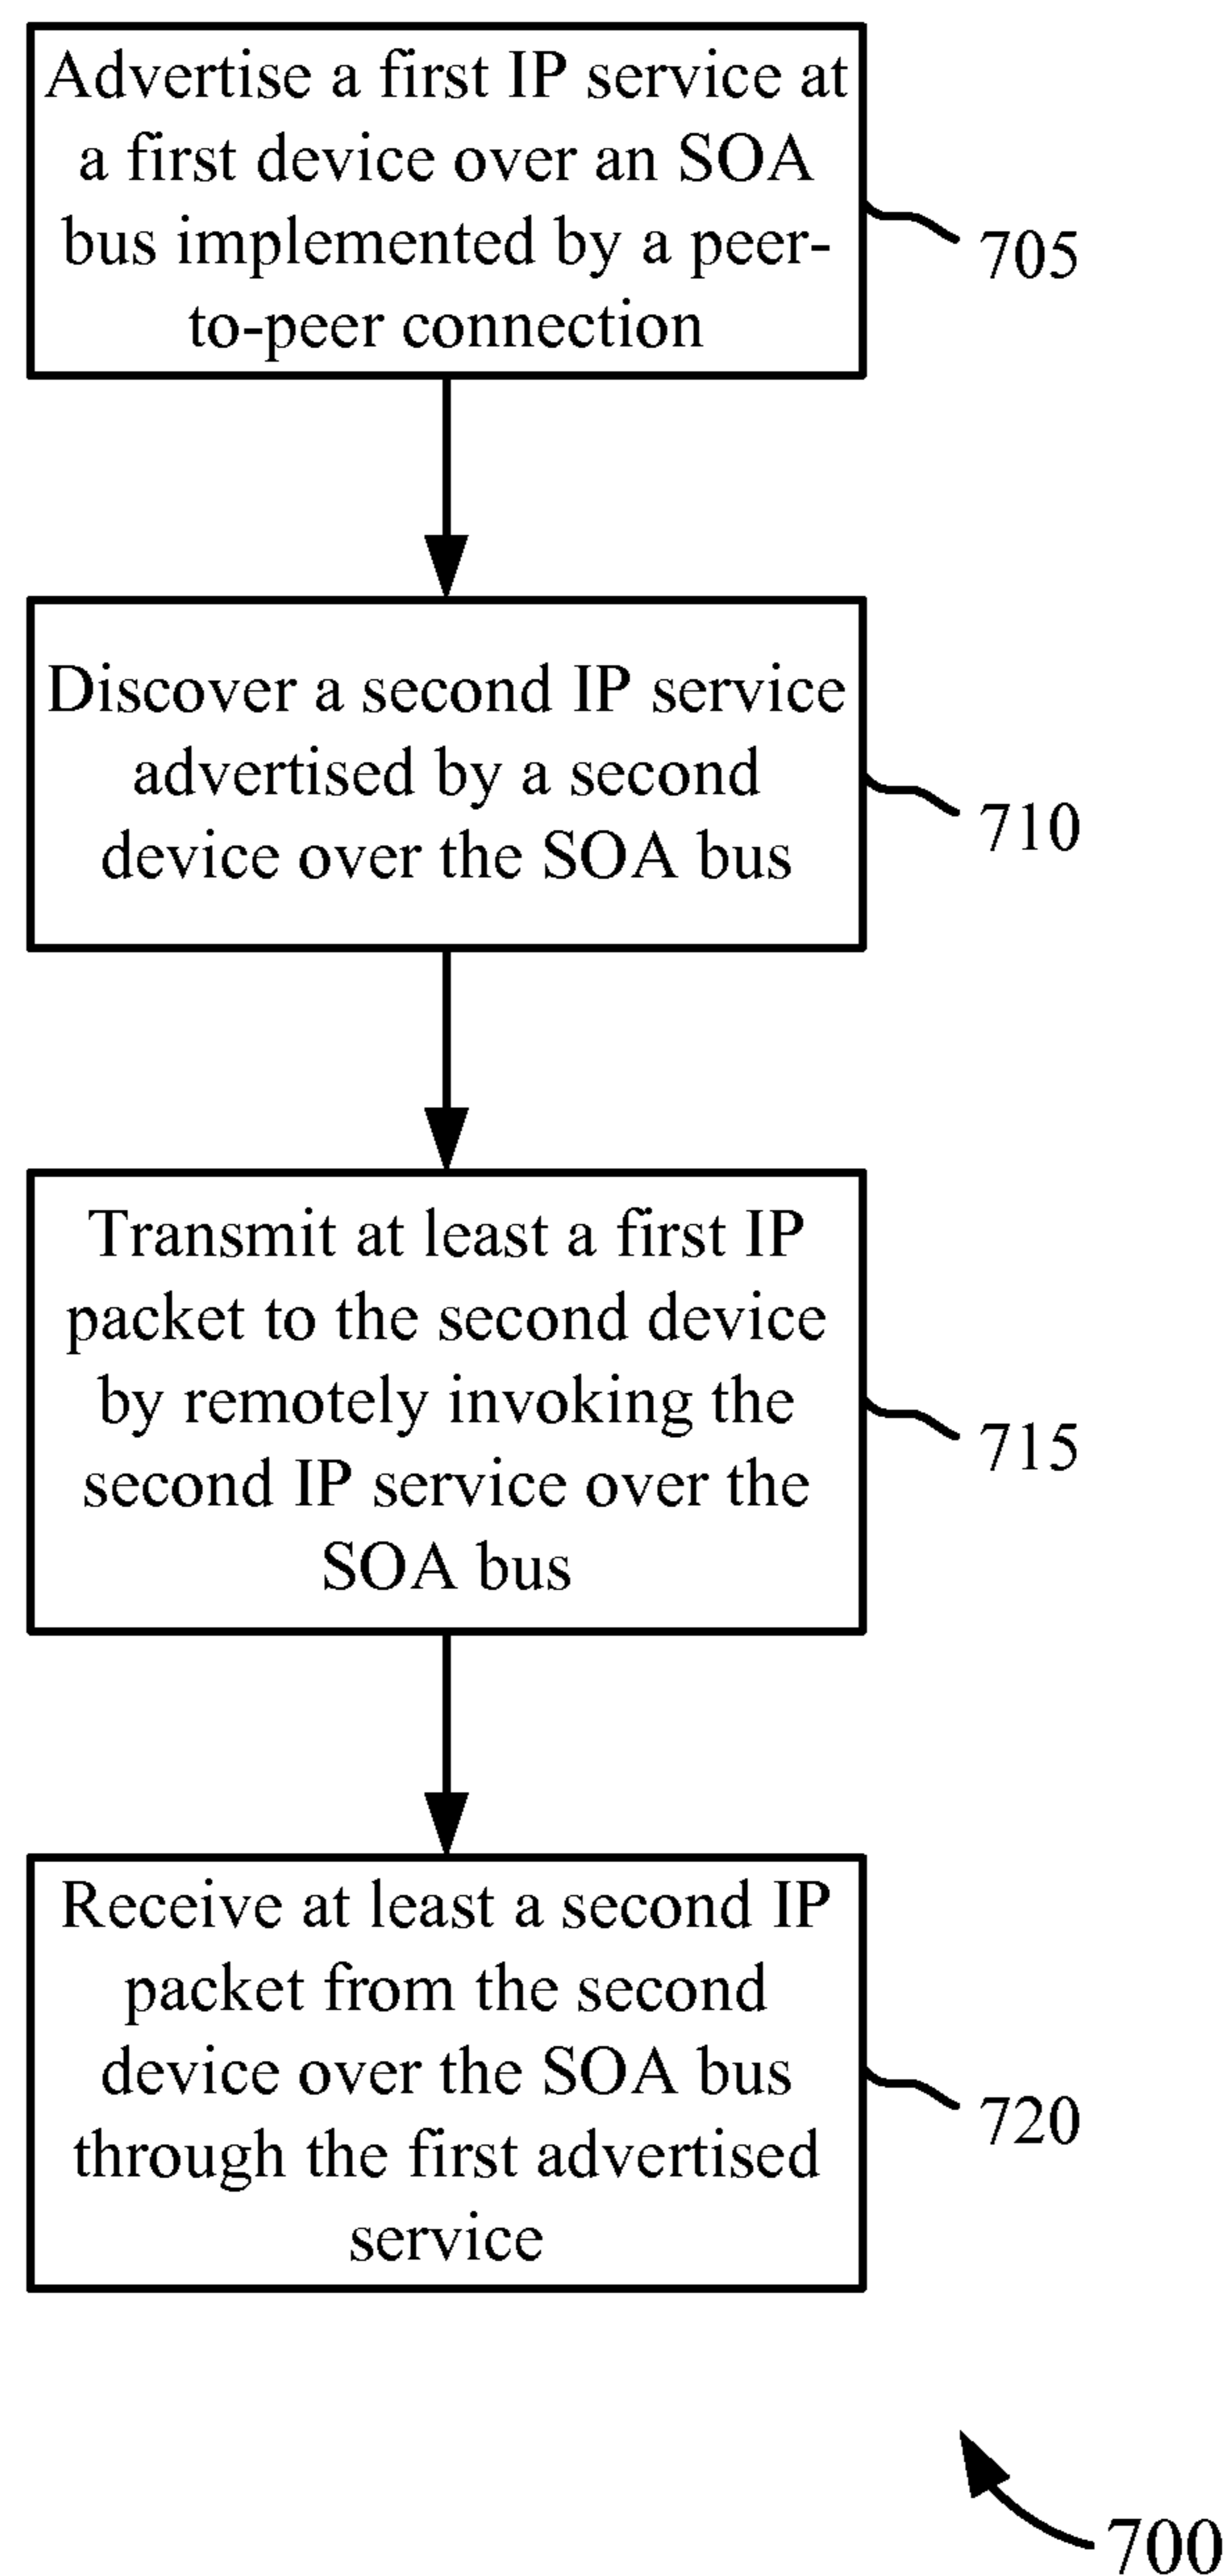 Advertise a first IP service at
a first device over an SOA
bus implemented by a peer-
to-peer connection
705
Discover a second IP service
advertised by a second
device over the SOA bus
710
Transmit at least a first IP
packet to the second device
by remotely invoking the
second IP service over the
SOA bus
715
Receive at least a second IP
packet from the second
device over the SOA bus
through the first advertised
service
720
700